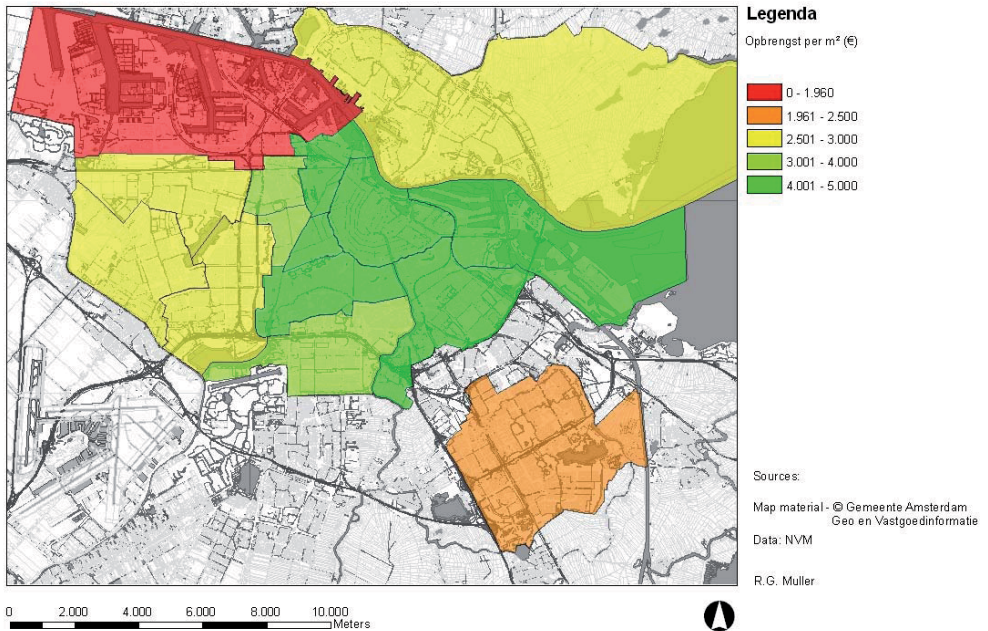 Legenda
Opbrengst per m² (€)
0 - 1.960
1.961 - 2.500
2.501 - 3.000
3.001 - 4.000
4.001 - 5.000
Sources:
Map material - © Gemeente Amsterdam
Geo en Vastgoedinformatie
Data: NVM
R.G. Muller
0 2.000 4.000 6.000 8.000 10.000
Meters